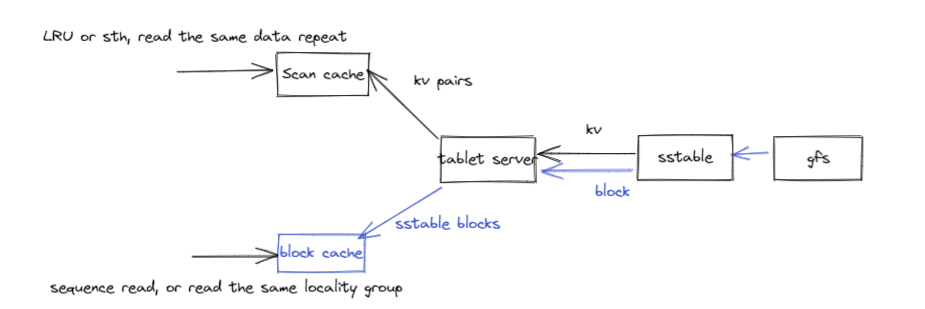 LRU or sth, read the same data repeat
Scan cache
kv pairs
kv
tablet server
sstable
gfs
block
sstable blocks
block cache
sequence read, or read the same locality group